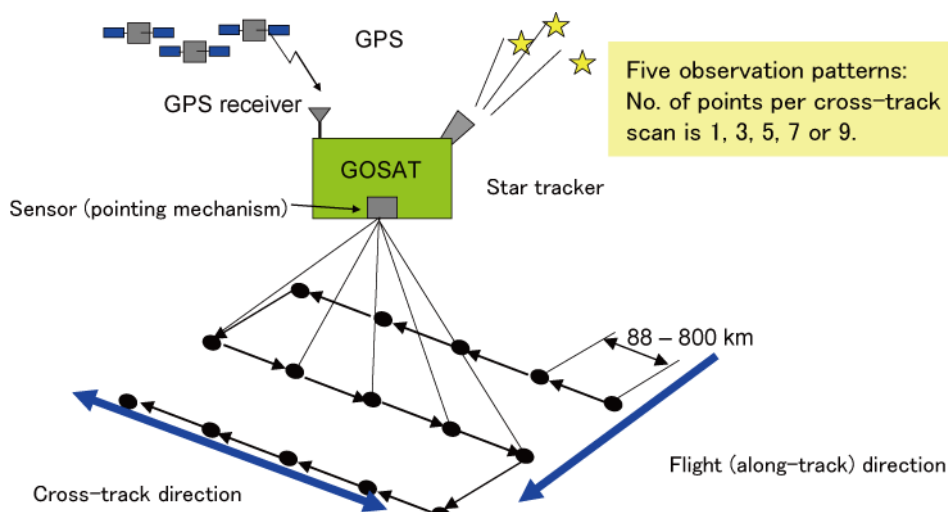 GPS
Five observation patterns:
No. of points per cross-track
scan is 1, 3, 5, 7 or 9.
GPS receiver
GOSAT
Star tracker
Sensor (pointing mechanism)
88 – 800 km
Flight (along-track) direction
Cross-track direction